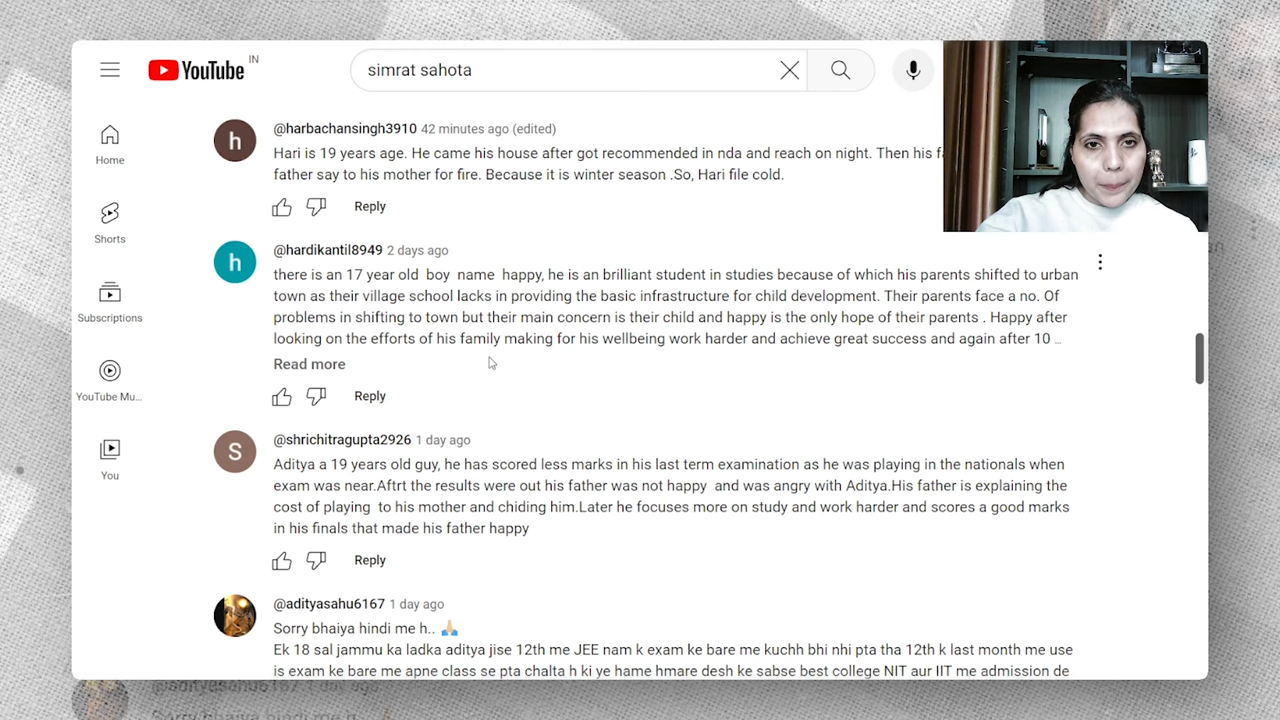 YouTube IN
simrat sahota
Home
Shorts
Subscriptions
YouTube Mu...
You
@harbachansingh3910 42 minutes ago (edited)
Hari is 19 years age. He came his house after got recommended in nda and reach on night. Then his
father say to his mother for fire. Because it is winter season .So, Hari file cold.
Reply
@hardikantil8949 2 days ago
there is an 17 year old boy name happy, he is an brilliant student in studies because of which his parents shifted to urban
town as their village school lacks in providing the basic infrastructure for child development. Their parents face a no. Of
problems in shifting to town but their main concern is their child and happy is the only hope of their parents . Happy after
looking on the efforts of his family making for his wellbeing work harder and achieve great success and again after 10 ..
Read more
Reply
S
@shrichitragupta2926 1 day ago
Aditya a 19 years old guy, he has scored less marks in his last term examination as he was playing in the nationals when
exam was near.Aftrt the results were out his father was not happy and was angry with Aditya.His father is explaining the
cost of playing to his mother and chiding him.Later he focuses more on study and work harder and scores a good marks
in his finals that made his father happy
Reply
@adityasahu6167 1 day ago
Sorry bhaiya hindi me h.. 🙏🏼
Ek 18 sal jammu ka ladka aditya jise 12th me JEE nam k exam ke bare me kuchh bhi nhi pta tha 12th k last month me use
is exam ke bare me apne class se pta chalta h ki ye hame hmare desh ke sabse best college NIT aur IIT me admission de